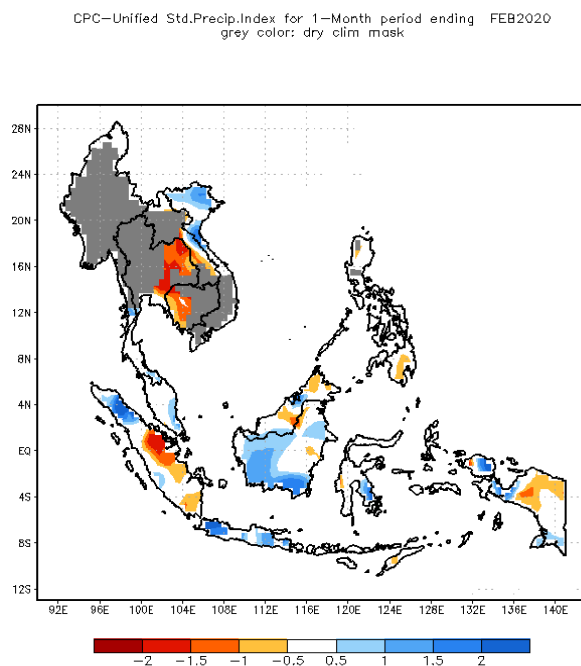 CPC-Unified Std.Precip.Index for 1-Month period ending FEB2020
grey color: dry clim mask
28N
24N
20N
16N
12N
8N
4N
EQ
4S
8S
12S
92E 96E 100E 104E 108E 112E 116E 120E 124E 128E 132E 136E 140E
-2 -1.5 -1 -0.5 0.5 1 1.5 2